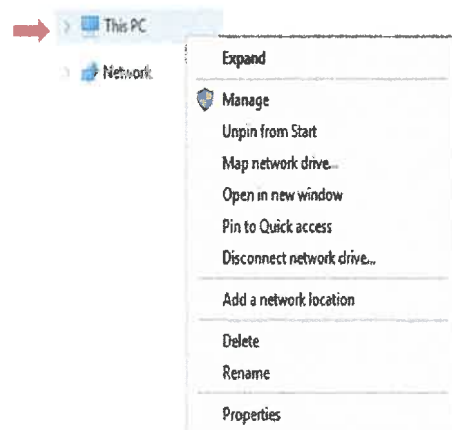 This PC
Network
Expand
Manage
Unpin from Start
Map network drive...
Open in new window
Pin to Quick access
Disconnect network drive...
Add a network location
Delete
Rename
Properties